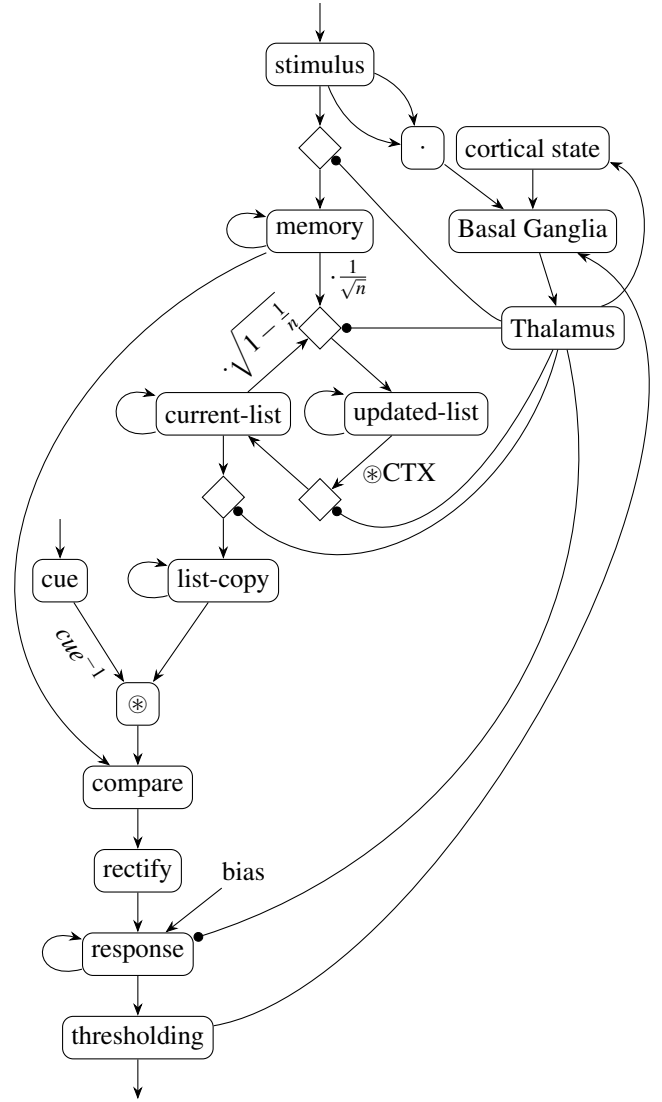 stimulus
·
cortical state
memory
Basal Ganglia
· 1/√n
Thalamus
· √(1 − 1/n)
current-list
updated-list
⊛CTX
cue
list-copy
cue⁻¹
⊛
compare
rectify
bias
response
thresholding